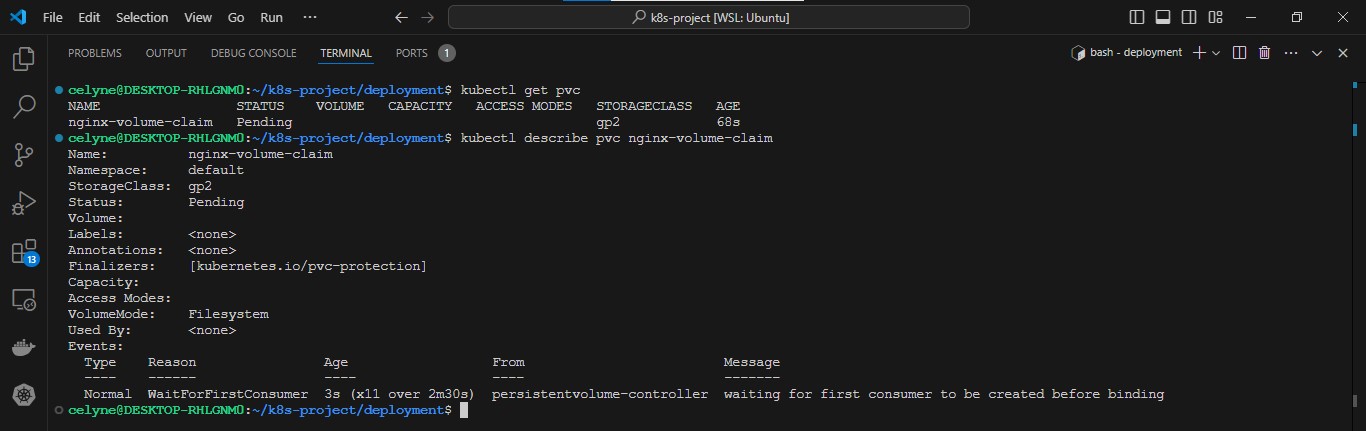 File Edit Selection View Go Run ··· k8s-project [WSL: Ubuntu]
PROBLEMS OUTPUT DEBUG CONSOLE TERMINAL PORTS 1 bash - deployment
celyne@DESKTOP-RHLGNM0:~/k8s-project/deployment$ kubectl get pvc
NAME STATUS VOLUME CAPACITY ACCESS MODES STORAGECLASS AGE
nginx-volume-claim Pending gp2 68s
celyne@DESKTOP-RHLGNM0:~/k8s-project/deployment$ kubectl describe pvc nginx-volume-claim
Name: nginx-volume-claim
Namespace: default
StorageClass: gp2
Status: Pending
Volume:
Labels: <none>
Annotations: <none>
Finalizers: [kubernetes.io/pvc-protection]
Capacity:
Access Modes:
VolumeMode: Filesystem
Used By: <none>
Events:
Type Reason Age From Message
---- ------ ---- ---- -------
Normal WaitForFirstConsumer 3s (x11 over 2m30s) persistentvolume-controller waiting for first consumer to be created before binding
celyne@DESKTOP-RHLGNM0:~/k8s-project/deployment$
13